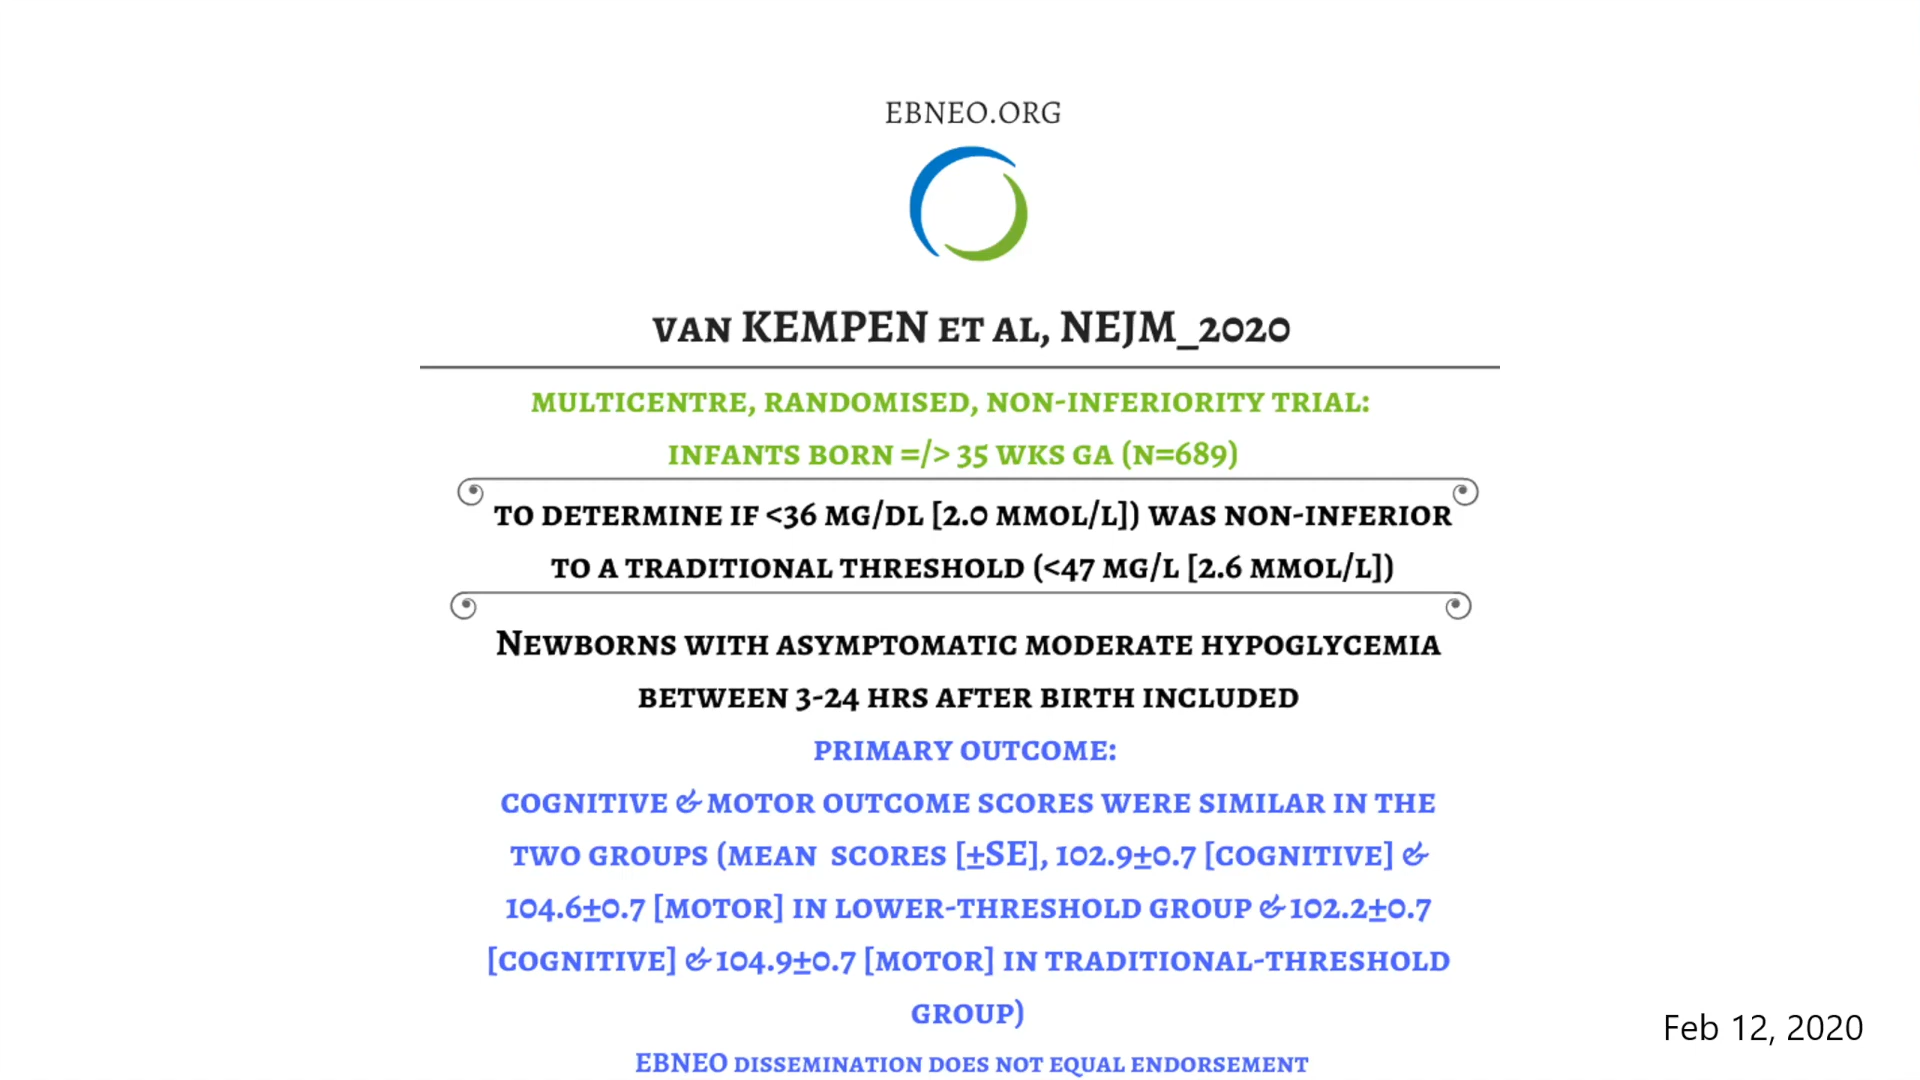 EBNEO.ORG
VAN KEMPEN ET AL, NEJM_2020
MULTICENTRE, RANDOMISED, NON-INFERIORITY TRIAL:
INFANTS BORN =/> 35 WKS GA (N=689)
TO DETERMINE IF <36 MG/DL [2.0 MMOL/L]) WAS NON-INFERIOR
TO A TRADITIONAL THRESHOLD (<47 MG/L [2.6 MMOL/L])
NEWBORNS WITH ASYMPTOMATIC MODERATE HYPOGLYCEMIA
BETWEEN 3-24 HRS AFTER BIRTH INCLUDED
PRIMARY OUTCOME:
COGNITIVE & MOTOR OUTCOME SCORES WERE SIMILAR IN THE
TWO GROUPS (MEAN SCORES [±SE], 102.9±0.7 [COGNITIVE] &
104.6±0.7 [MOTOR] IN LOWER-THRESHOLD GROUP & 102.2±0.7
[COGNITIVE] & 104.9±0.7 [MOTOR] IN TRADITIONAL-THRESHOLD
GROUP)
EBNEO DISSEMINATION DOES NOT EQUAL ENDORSEMENT
Feb 12, 2020